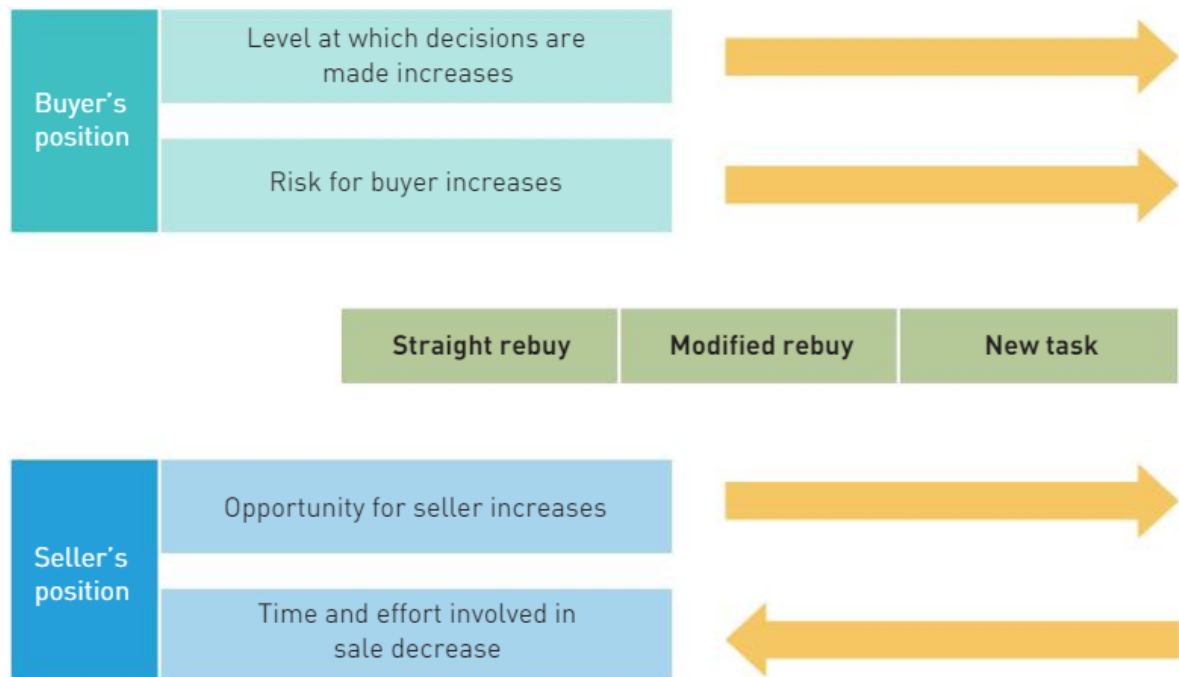 Buyer's
position
Level at which decisions are
made increases
Risk for buyer increases
Straight rebuy
Modified rebuy
New task
Seller's
position
Opportunity for seller increases
Time and effort involved in
sale decrease